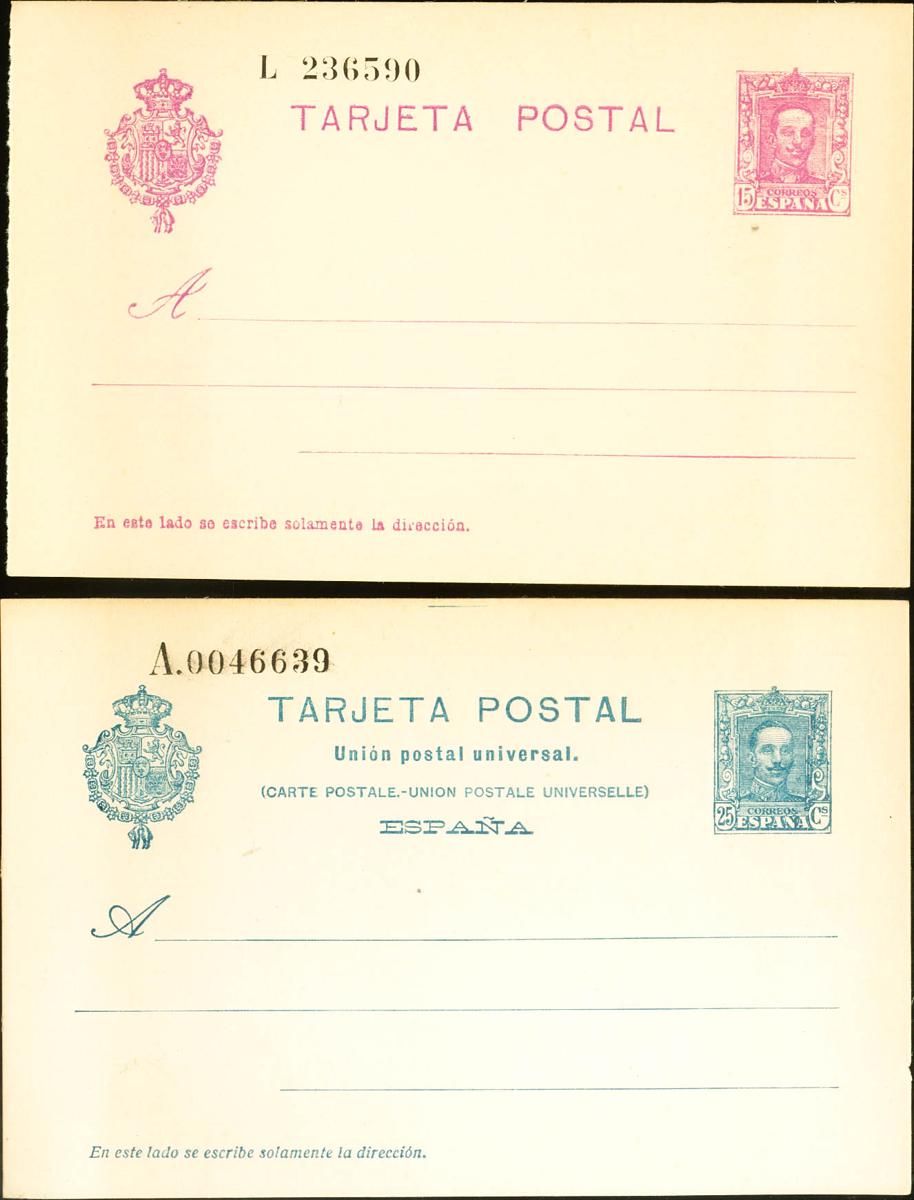 L 236590
TARJETA POSTAL
CORREOS
15 ESPAÑA Cs
A
En este lado se escribe solamente la dirección.
A.0046639
TARJETA POSTAL
Unión postal universal.
(CARTE POSTALE.-UNION POSTALE UNIVERSELLE)
ESPAÑA
CORREOS
25 ESPAÑA Cs
A
En este lado se escribe solamente la dirección.